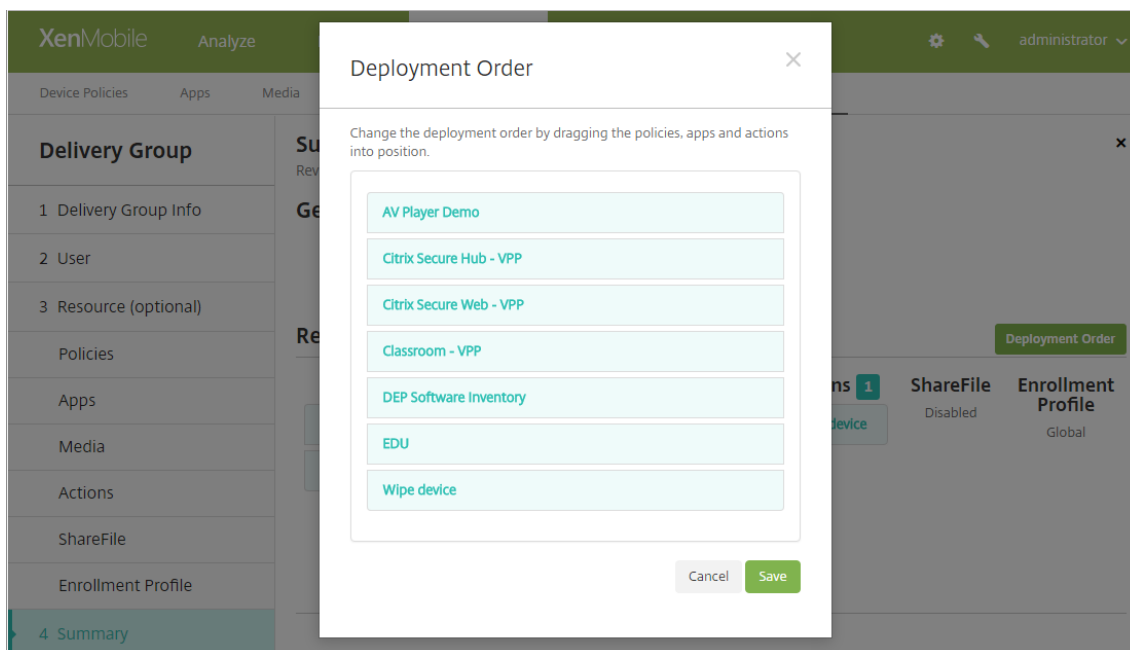 XenMobile Analyze administrator
Device Policies Apps Media
Delivery Group
1 Delivery Group Info
2 User
3 Resource (optional)
Policies
Apps
Media
Actions
ShareFile
Enrollment Profile
4 Summary
Su
Rev
Ge
Re
Deployment Order
×
Change the deployment order by dragging the policies, apps and actions
into position.
AV Player Demo
Citrix Secure Hub - VPP
Citrix Secure Web - VPP
Classroom - VPP
DEP Software Inventory
EDU
Wipe device
Cancel Save
×
Deployment Order
ns 1 ShareFile Enrollment
Profile
device Disabled
Global